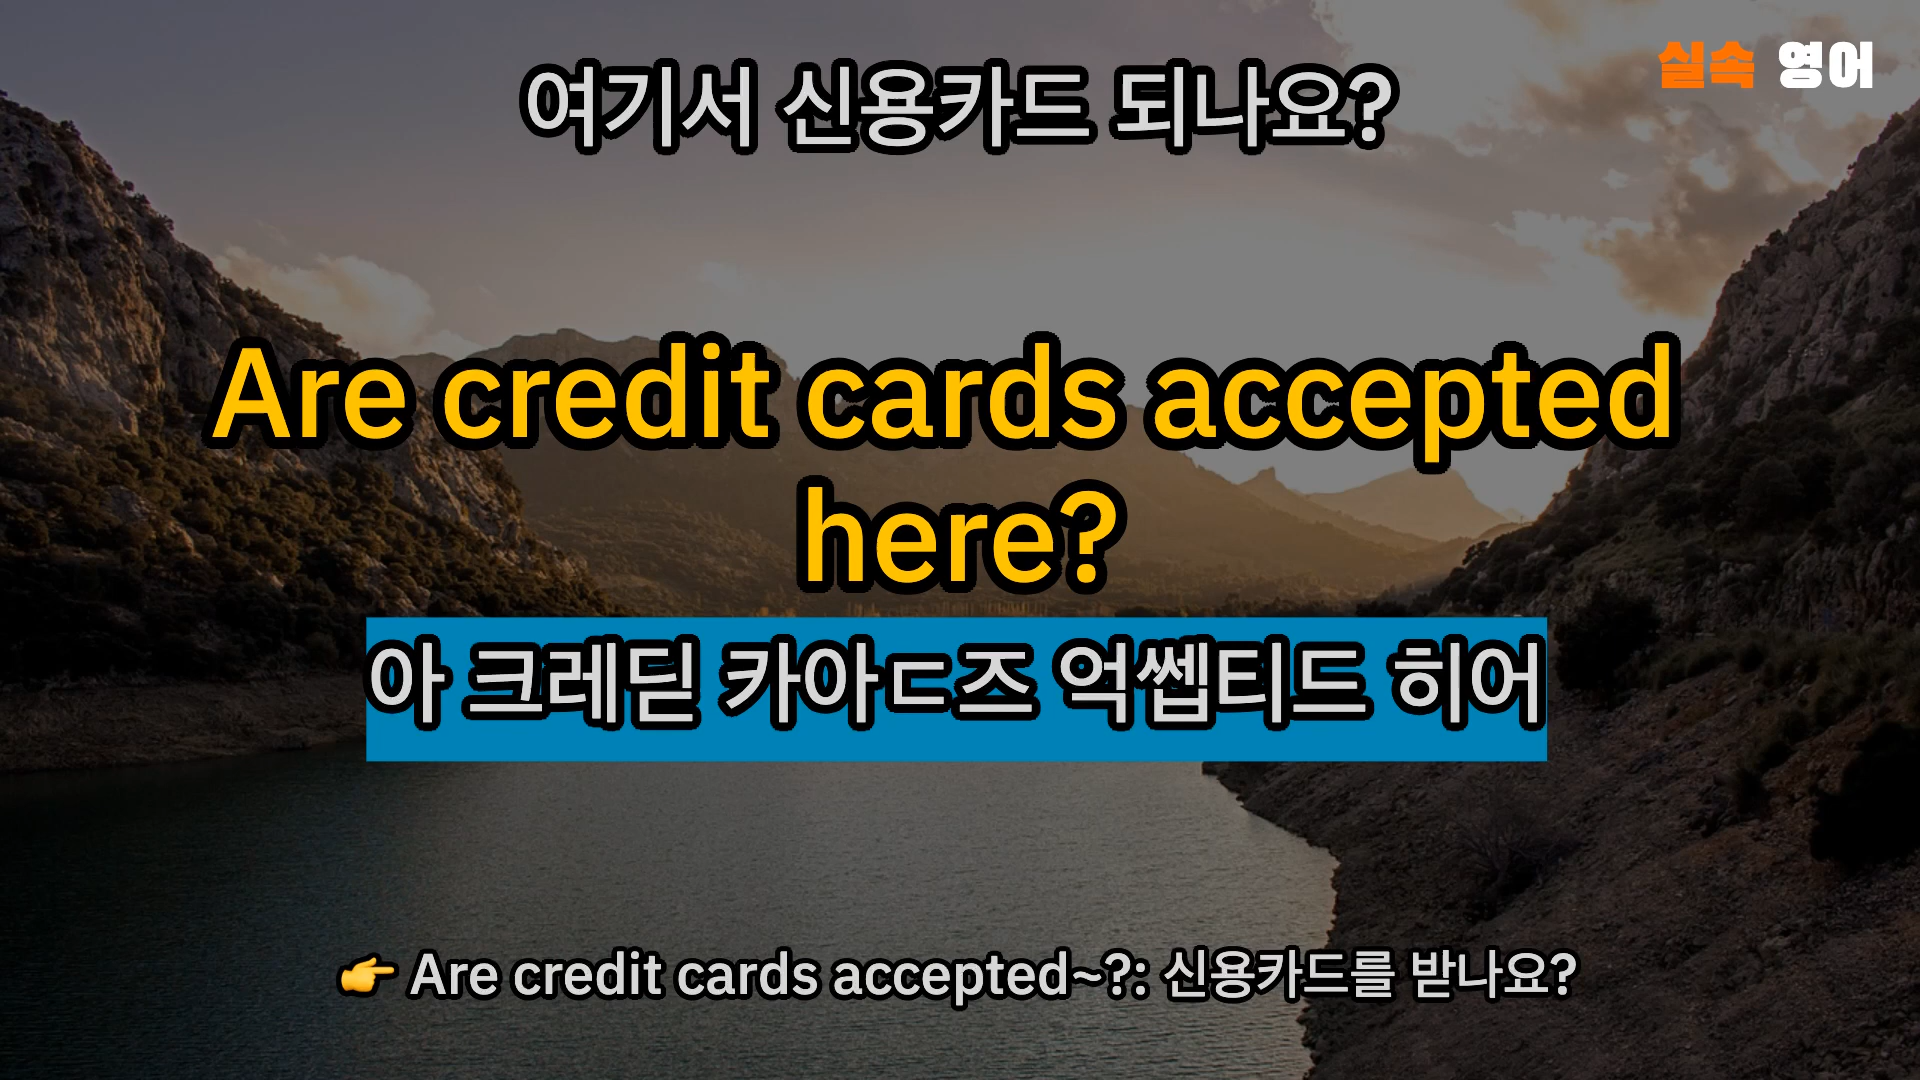 여기서 신용카드 되나요?
실속 영어
Are credit cards accepted
here?
아 크레딛 카아ㄷ즈 억쎕티드 히어
👉 Are credit cards accepted~?: 신용카드를 받나요?